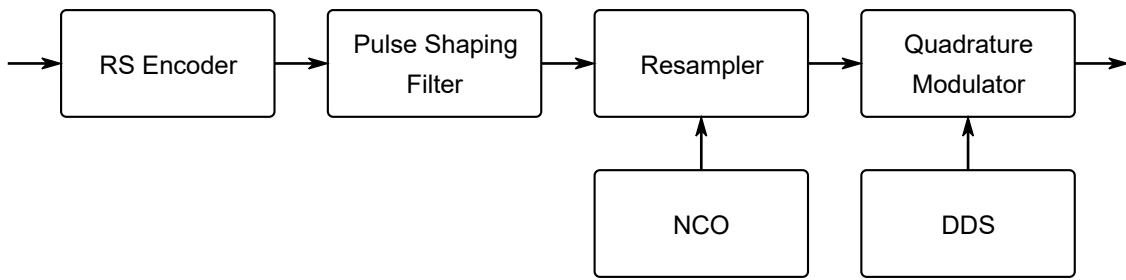 RS Encoder
Pulse Shaping
Filter
Resampler
Quadrature
Modulator
NCO
DDS